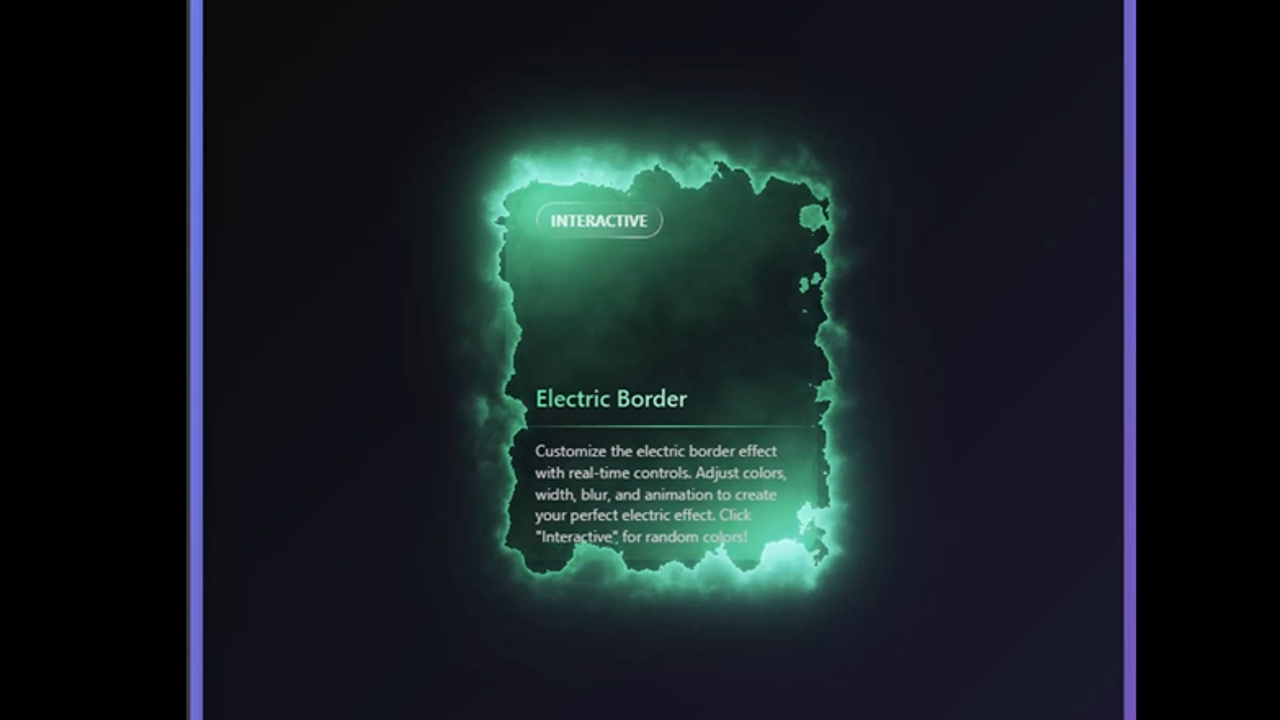 INTERACTIVE
Electric Border
Customize the electric border effect
with real-time controls. Adjust colors,
width, blur, and animation to create
your perfect electric effect. Click
"Interactive", for random colors!